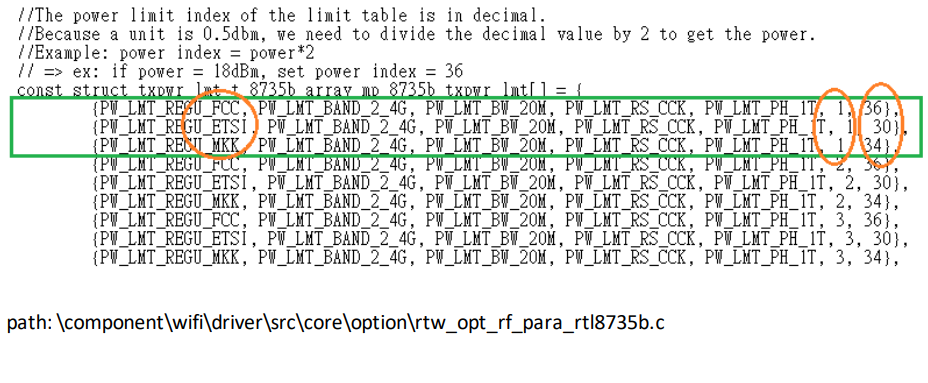 //The power limit index of the limit table is in decimal.
//Because a unit is 0.5dbm, we need to divide the decimal value by 2 to get the power.
//Example: power index = power*2
// => ex: if power = 18dBm, set power index = 36
const struct txpwr_lmt_t_8735b array_mp_8735b_txpwr_lmt[] = {
{PW_LMT_REGU_FCC, PW_LMT_BAND_2_4G, PW_LMT_BW_20M, PW_LMT_RS_CCK, PW_LMT_PH_1T, 1, 36},
{PW_LMT_REGU_ETSI, PW_LMT_BAND_2_4G, PW_LMT_BW_20M, PW_LMT_RS_CCK, PW_LMT_PH_1T, 1, 30},
{PW_LMT_REGU_MKK, PW_LMT_BAND_2_4G, PW_LMT_BW_20M, PW_LMT_RS_CCK, PW_LMT_PH_1T, 1, 34},
{PW_LMT_REGU_FCC, PW_LMT_BAND_2_4G, PW_LMT_BW_20M, PW_LMT_RS_CCK, PW_LMT_PH_1T, 2, 36},
{PW_LMT_REGU_ETSI, PW_LMT_BAND_2_4G, PW_LMT_BW_20M, PW_LMT_RS_CCK, PW_LMT_PH_1T, 2, 30},
{PW_LMT_REGU_MKK, PW_LMT_BAND_2_4G, PW_LMT_BW_20M, PW_LMT_RS_CCK, PW_LMT_PH_1T, 2, 34},
{PW_LMT_REGU_FCC, PW_LMT_BAND_2_4G, PW_LMT_BW_20M, PW_LMT_RS_CCK, PW_LMT_PH_1T, 3, 36},
{PW_LMT_REGU_ETSI, PW_LMT_BAND_2_4G, PW_LMT_BW_20M, PW_LMT_RS_CCK, PW_LMT_PH_1T, 3, 30},
{PW_LMT_REGU_MKK, PW_LMT_BAND_2_4G, PW_LMT_BW_20M, PW_LMT_RS_CCK, PW_LMT_PH_1T, 3, 34},
path: \component\wifi\driver\src\core\option\rtw_opt_rf_para_rtl8735b.c